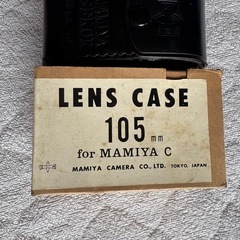 LENS CASE
105 mm
for MAMIYA C
MAMIYA CAMERA CO., LTD. TOKYO, JAPAN